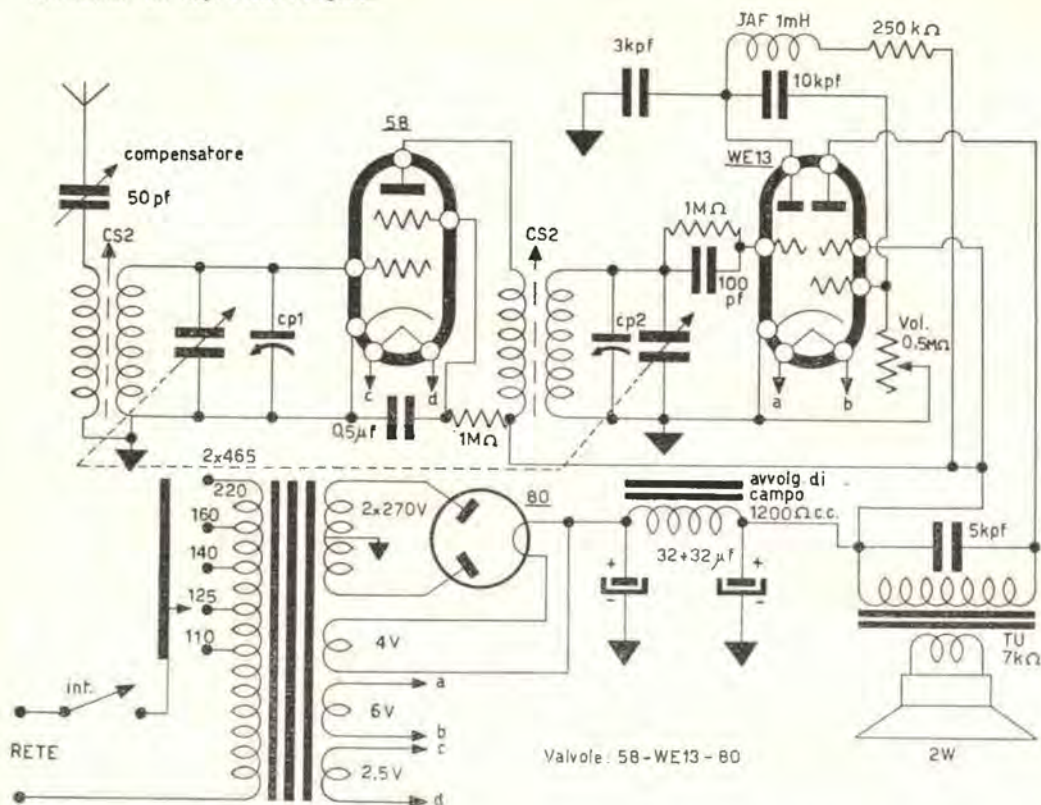 JAF 1mH
250 kΩ
3kpf
10kpf
58
WE13
compensatore
50 pf
CS2
CS2
1MΩ
100
pf
cp1
cp2
Vol.
0,5MΩ
c
d
a
b
0,5µf
1MΩ
2x465
220
160
140
125
110
2x270V
80
avvolg. di
campo
1200Ω c.c.
32+32µf
5kpf
+
-
+
-
4V
TU
7kΩ
int.
a
6V
b
c
RETE
2,5V
d
Valvole: 58-WE13-80
2W